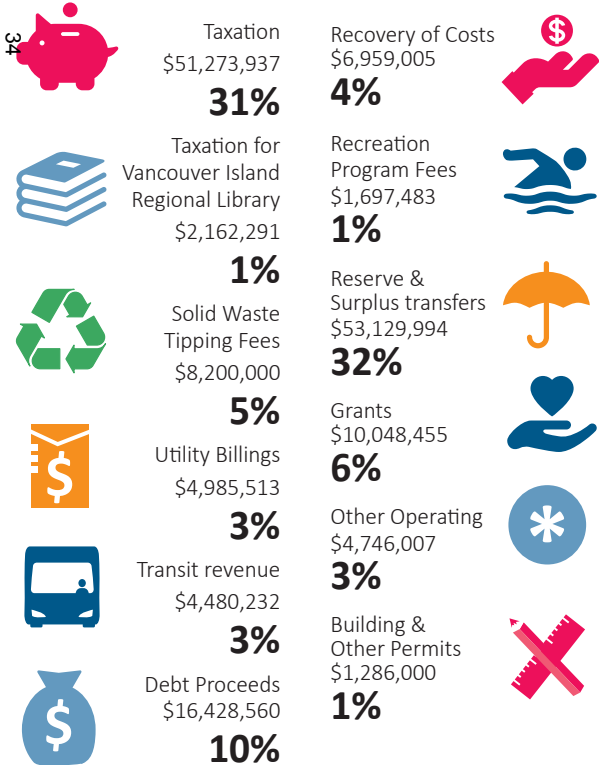 34
Taxation
$51,273,937
31%
Taxation for
Vancouver Island
Regional Library
$2,162,291
1%
Solid Waste
Tipping Fees
$8,200,000
5%
$
Utility Billings
$4,985,513
3%
Transit revenue
$4,480,232
3%
$
Debt Proceeds
$16,428,560
10%
Recovery of Costs
$6,959,005
4%
$
Recreation
Program Fees
$1,697,483
1%
Reserve &
Surplus transfers
$53,129,994
32%
Grants
$10,048,455
6%
Other Operating
$4,746,007
3%
*
Building &
Other Permits
$1,286,000
1%